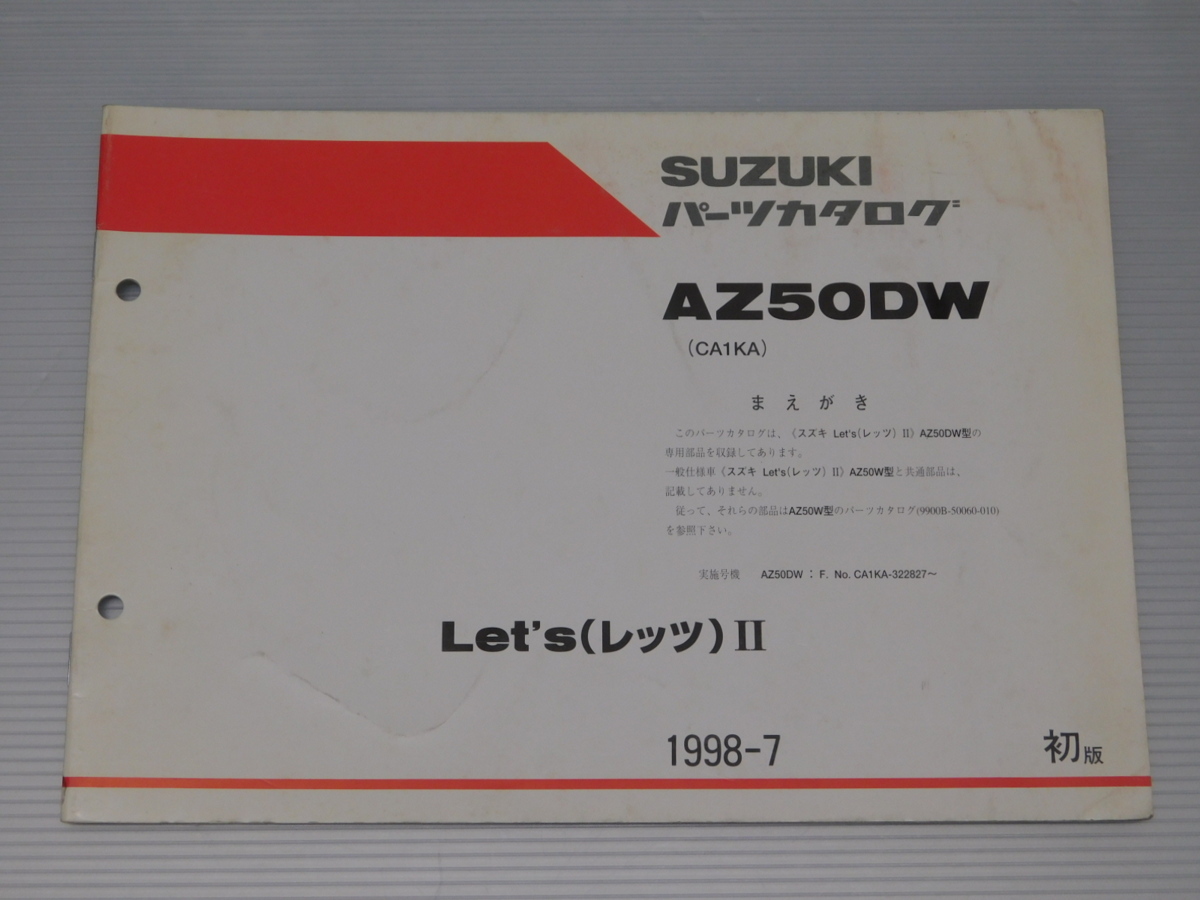 SUZUKI
パーツカタログ
AZ50DW
(CA1KA)
まえがき
このパーツカタログは、《スズキ Let's(レッツ) II》AZ50DW型の
専用部品を収録してあります。
一般仕様車《スズキ Let's(レッツ) II》AZ50W型と共通部品は、
記載してありません。
従って、それらの部品はAZ50W型のパーツカタログ(9900B-50060-010)
を参照下さい。
実施号機 AZ50DW : F. No. CA1KA-322827〜
Let's(レッツ) II
1998-7 初版